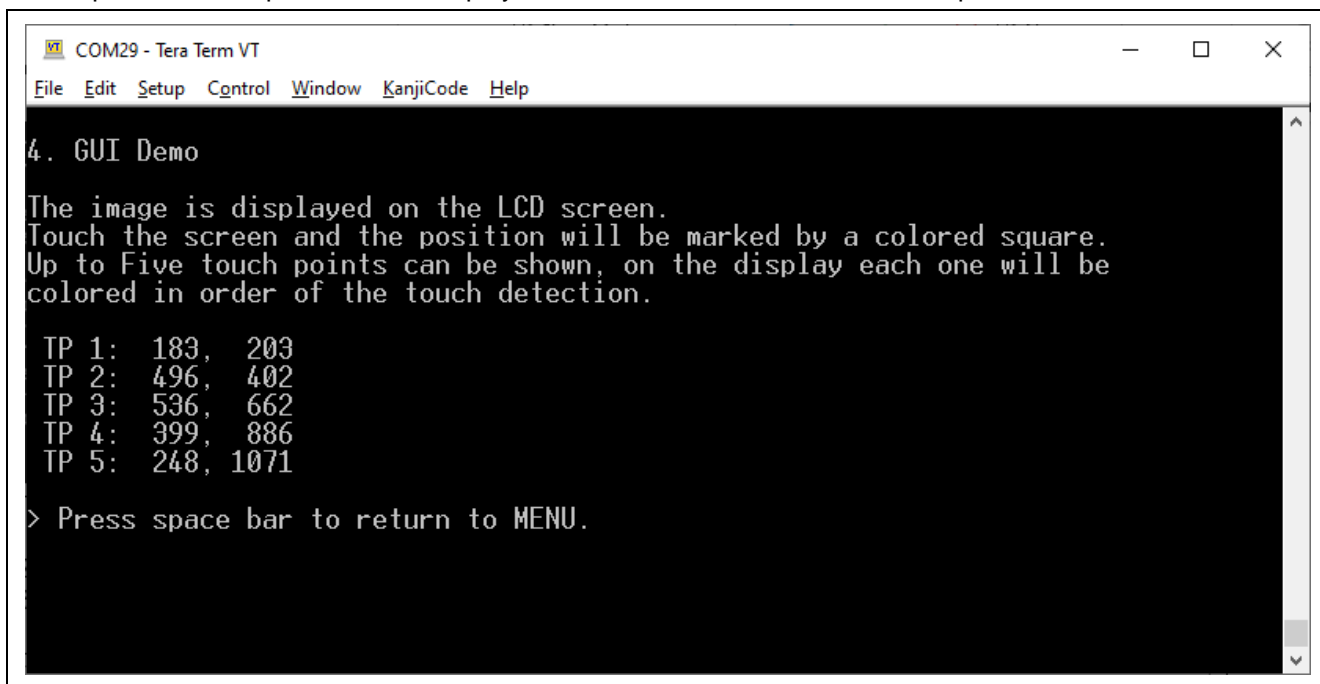 COM29 - Tera Term VT
File Edit Setup Control Window KanjiCode Help
4. GUI Demo
The image is displayed on the LCD screen.
Touch the screen and the position will be marked by a colored square.
Up to Five touch points can be shown, on the display each one will be
colored in order of the touch detection.
TP 1: 183, 203
TP 2: 496, 402
TP 3: 536, 662
TP 4: 399, 886
TP 5: 248, 1071
> Press space bar to return to MENU.